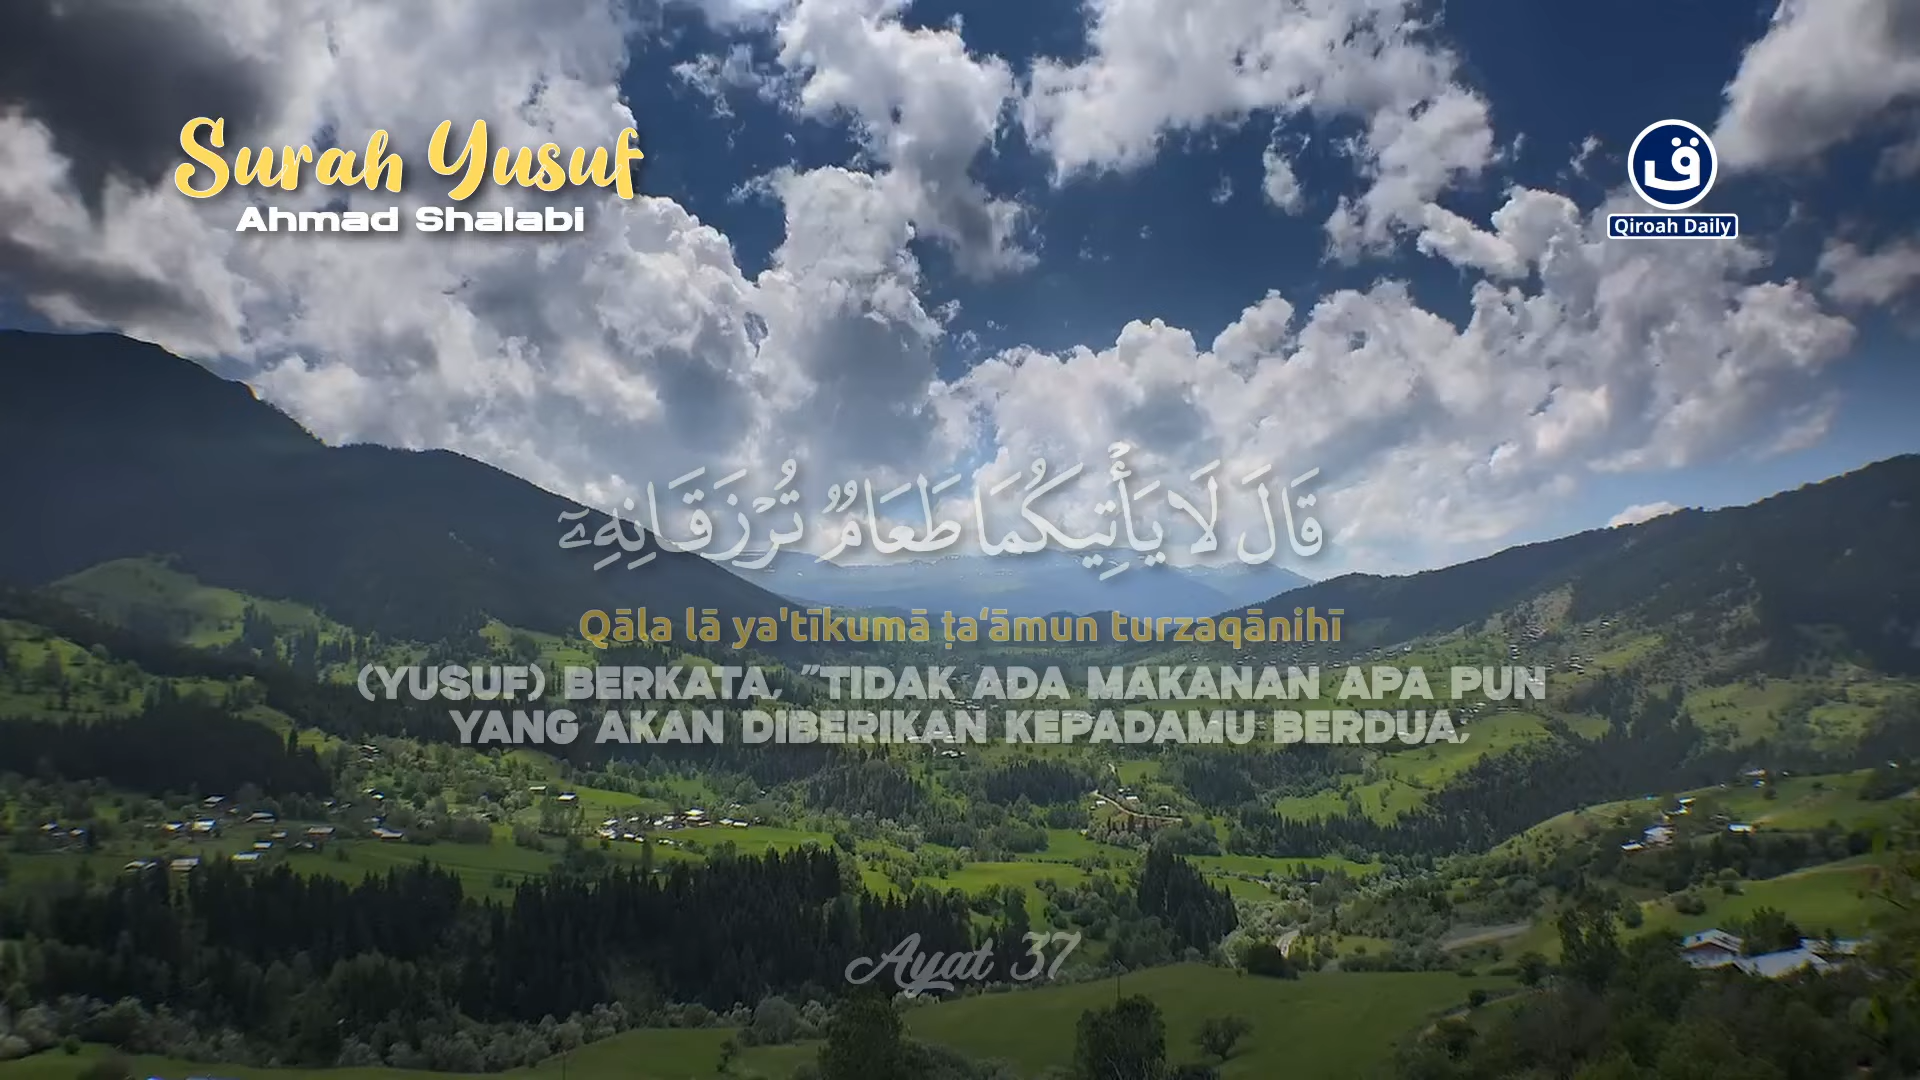 Surah Yusuf
Ahmad Shalabi
ق
Qiroah Daily
قَالَ لَا يَأْتِيكُمَا طَعَامٌ تُرْزَقَانِهِۦٓ
Qāla lā ya'tīkumā ṭa‘āmun turzaqānihī
(YUSUF) BERKATA, "TIDAK ADA MAKANAN APA PUN
YANG AKAN DIBERIKAN KEPADAMU BERDUA,
Ayat 37